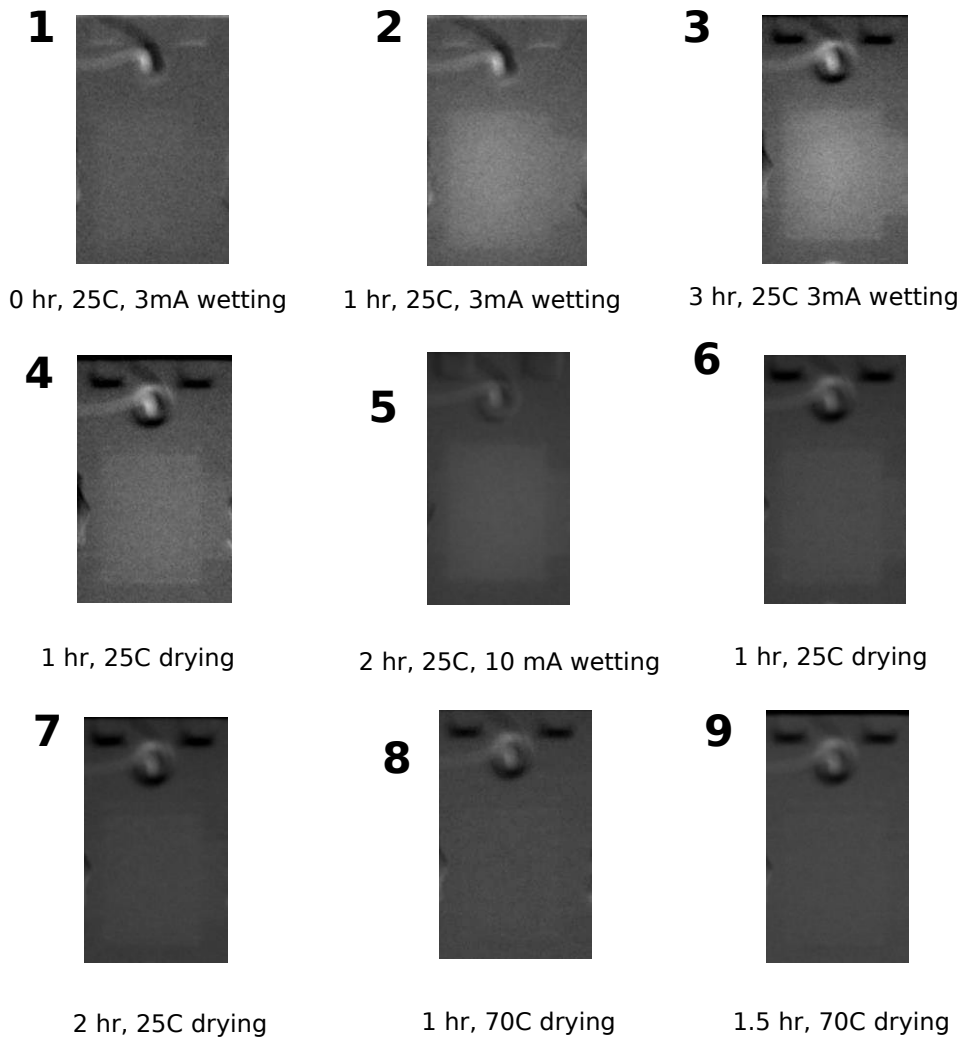 1
2
3
0 hr, 25C, 3mA wetting
1 hr, 25C, 3mA wetting
3 hr, 25C 3mA wetting
4
5
6
1 hr, 25C drying
2 hr, 25C, 10 mA wetting
1 hr, 25C drying
7
8
9
2 hr, 25C drying
1 hr, 70C drying
1.5 hr, 70C drying